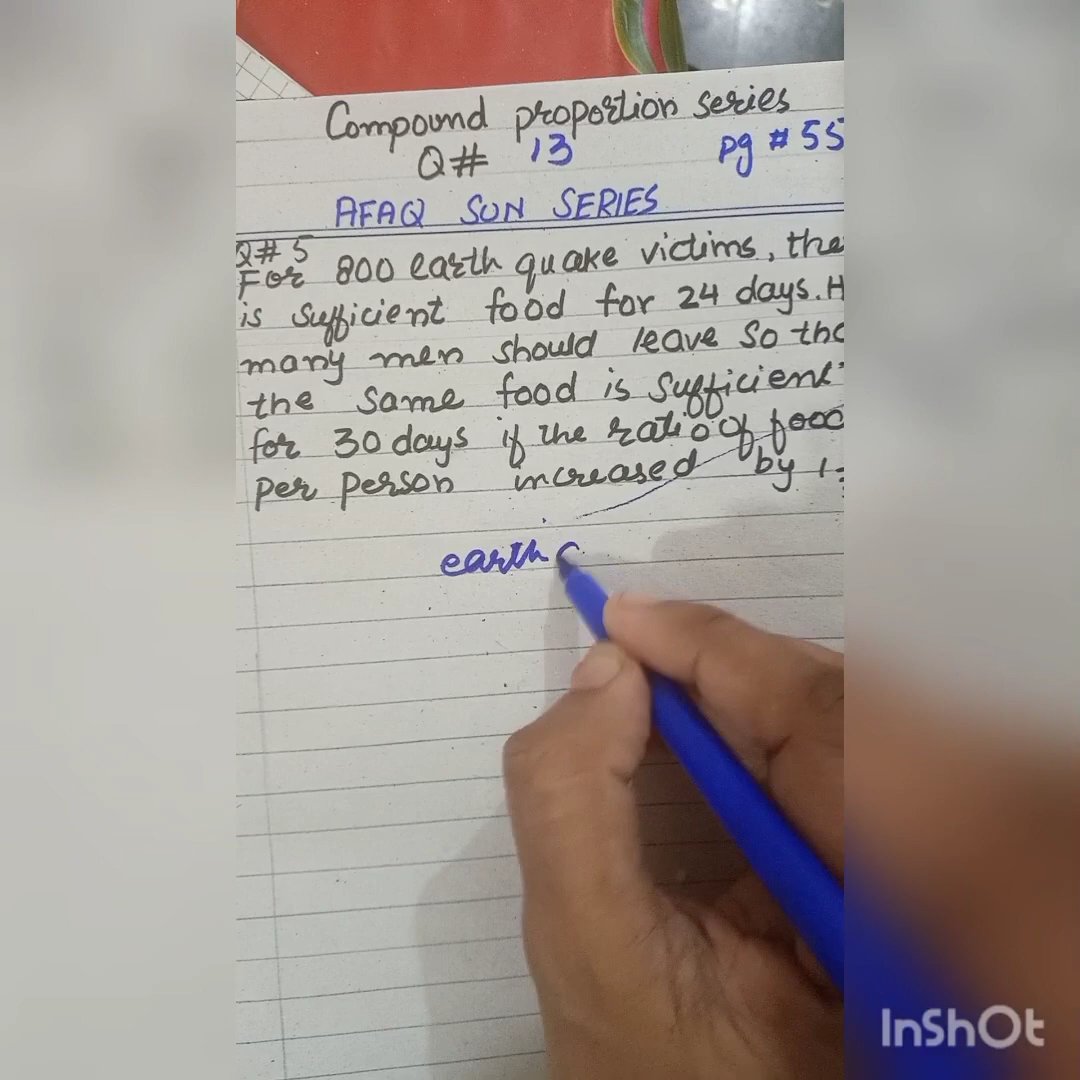 Compound proportion series
Q# 13 pg # 55
AFAQ SUN SERIES
Q# 5
For 800 earth quake victims, the
is sufficient food for 24 days. H
many men should leave so tha
the same food is sufficient
for 30 days if the ratio of food
per person increased by 1
earth
InShOt